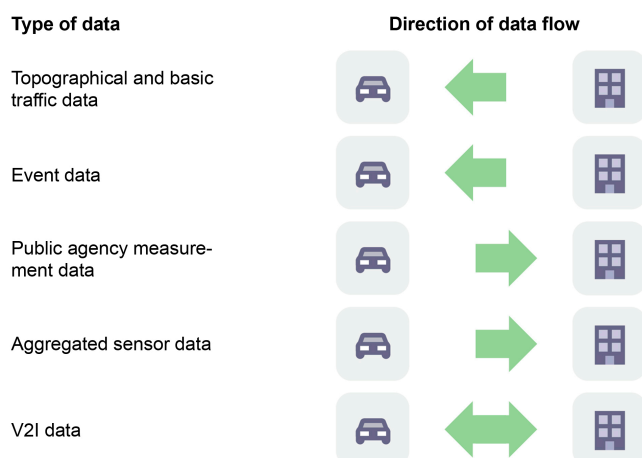 Type of data
Direction of data flow
Topographical and basic
traffic data
Event data
Public agency measure-
ment data
Aggregated sensor data
V2I data